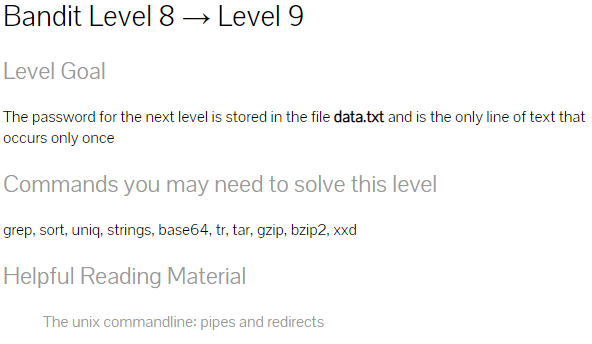 Bandit Level 8 → Level 9
Level Goal
The password for the next level is stored in the file data.txt and is the only line of text that
occurs only once
Commands you may need to solve this level
grep, sort, uniq, strings, base64, tr, tar, gzip, bzip2, xxd
Helpful Reading Material
The unix commandline: pipes and redirects